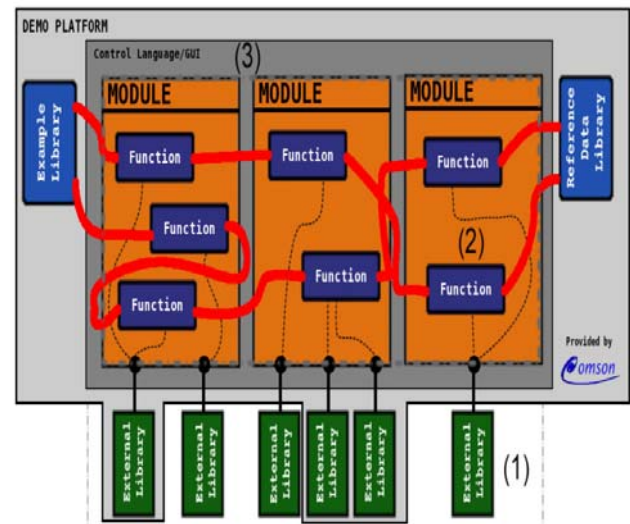 DEMO PLATFORM
Control Language/GUI
(3)
MODULE
MODULE
MODULE
Example
Library
Reference
Data
Library
Function
Function
Function
Function
Function
Function
Function
(2)
Provided by
Comson
External
Library
External
Library
External
Library
External
Library
External
Library
External
Library
(1)